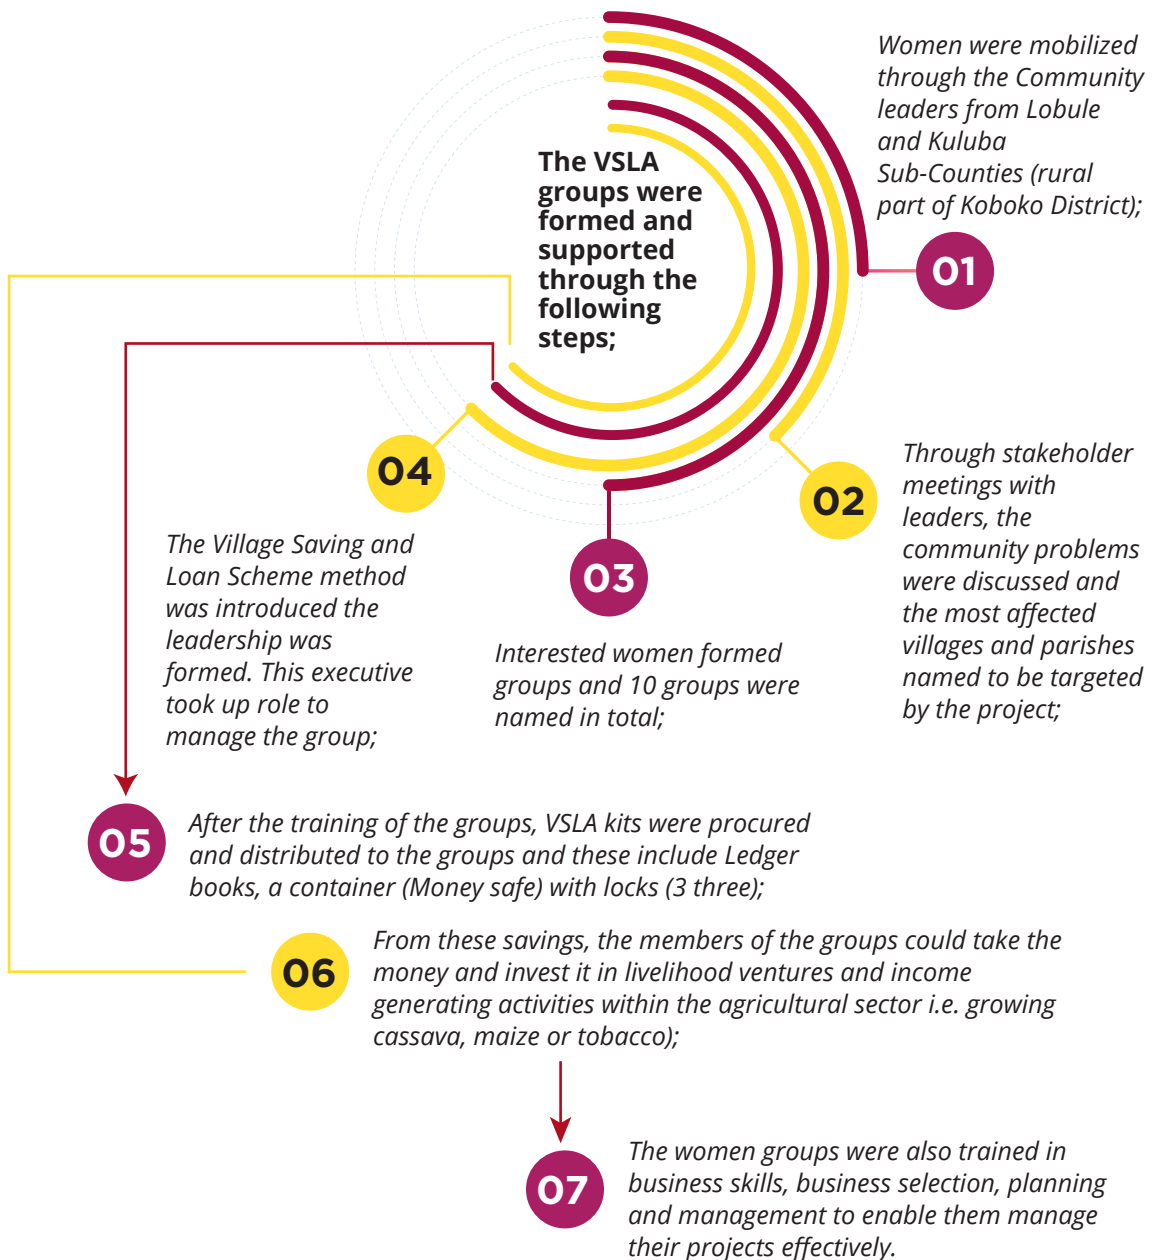 The VSLA
groups were
formed and
supported
through the
following
steps;
Women were mobilized
through the Community
leaders from Lobule
and Kuluba
Sub-Counties (rural
part of Koboko District);
01
Through stakeholder
meetings with
leaders, the
community problems
were discussed and
the most affected
villages and parishes
named to be targeted
by the project;
02
03
Interested women formed
groups and 10 groups were
named in total;
04
The Village Saving and
Loan Scheme method
was introduced the
leadership was
formed. This executive
took up role to
manage the group;
05
After the training of the groups, VSLA kits were procured
and distributed to the groups and these include Ledger
books, a container (Money safe) with locks (3 three);
06
From these savings, the members of the groups could take the
money and invest it in livelihood ventures and income
generating activities within the agricultural sector i.e. growing
cassava, maize or tobacco);
07
The women groups were also trained in
business skills, business selection, planning
and management to enable them manage
their projects effectively.